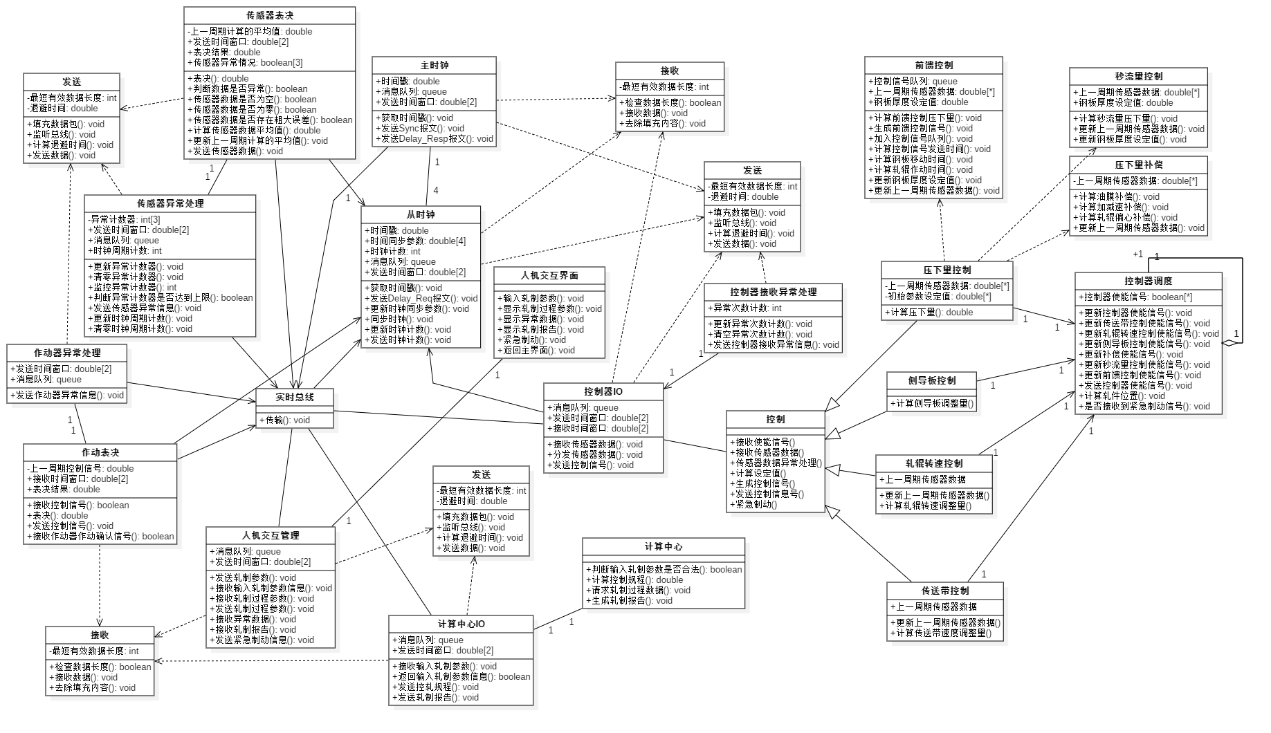 传感器表决
-上一周期计算的平均值: double
+发送时间窗口: double[2]
+表决结果: double
+传感器异常情况: boolean[3]
+表决(): double
+判断数据是否异常(): boolean
+传感器数据是否为空(): boolean
+传感器数据是否为零(): boolean
+传感器数据是否存在粗大误差(): boolean
+计算传感器数据平均值(): double
+更新上一周期计算的平均值(): void
+发送传感器数据(): void
发送
-最短有效数据长度: int
-退避时间: double
+填充数据包(): void
+监听总线(): void
+计算退避时间(): void
+发送数据(): void
主时钟
+时间戳: double
+消息队列: queue
+发送时间窗口: double[2]
+获取时间戳(): void
+发送Sync报文(): void
+发送Delay_Resp报文(): void
接收
-最短有效数据长度: int
+检查数据长度(): boolean
+接收数据(): void
+去除填充内容(): void
前馈控制
+控制信号队列: queue
+上一周期传感器数据: double[*]
+钢板厚度设定值: double
+计算前馈控制压下量(): void
+生成前馈信号(): void
+加入控制信号队列(): void
+计算控制信号发送时间(): void
+计算钢板移动时间(): void
+计算轧辊作动时间(): void
+更新钢板厚度设定值(): void
+更新上一周期传感器数据(): void
秒流量控制
+上一周期传感器数据: double[*]
+钢板厚度设定值: double
+计算秒流量压下量(): void
+更新上一周期传感器数据(): void
+更新钢板厚度设定值(): void
压下里补偿
-上一周期传感器数据: double[*]
+计算油膜补偿(): void
+计算加减速补偿(): void
+计算轧辊偏心补偿(): void
+更新上一周期传感器数据(): void
1
1
传感器异常处理
-异常计数器: int[3]
+发送时间窗口: double[2]
+消息队列: queue
+时钟周期计数: int
+更新异常计数器(): void
+清零异常计数器(): void
+监控异常计数器(): int
+判断异常计数器是否达到上限(): boolean
+发送传感器异常信息(): void
+更新时钟周期计数(): void
+清零时钟周期计数(): void
1
4
1
从时钟
+时间戳: double
+时间同步参数: double[4]
+时钟计数: int
+消息队列: queue
+发送时间窗口: double[2]
+获取时间戳(): void
+发送Delay_Req报文(): void
+更新时钟同步参数(): void
+同步时钟(): void
+更新时钟计数(): void
+发送时钟计数(): void
发送
-最短有效数据长度: int
-退避时间: double
+填充数据包(): void
+监听总线(): void
+计算退避时间(): void
+发送数据(): void
人机交互界面
+输入轧制参数(): void
+显示轧制过程参数(): void
+显示异常数据(): void
+显示轧制报告(): void
+紧急制动(): void
+返回主界面(): void
1
控制器接收异常处理
+异常次数计数: int
+更新异常次数计数(): void
+清空异常次数计数(): void
+发送控制器接收异常信息(): void
1
压下里控制
-上一周期传感器数据: double[*]
-初始参数设定值: double[*]
+计算压下量(): double
1
1
+1
1
1
控制器调度
+控制器使能信号: boolean[*]
+更新控制器使能信号(): void
+更新传送带控制使能信号(): void
+更新轧辊转速控制使能信号(): void
+更新侧导板控制使能信号(): void
+更新补偿使能信号(): void
+更新秒流量使能信号(): void
+更新前馈控制使能信号(): void
+发送控制器使能信号(): void
+计算轧件位置(): void
+是否接收到紧急制动信号(): void
作动器异常处理
+发送时间窗口: double[2]
+消息队列: queue
+发送作动器异常信息(): void
1
1
实时总线
+传输(): void
控制器IO
+消息队列: queue
+发送时间窗口: double[2]
+接收时间窗口: double[2]
+接收传感器数据(): void
+分发传感器数据(): void
+发送控制信号(): void
侧导板控制
+计算侧导板调整里(): void
1
1
控制
+接收使能信号()
+接收传感器数据()
+传感器数据异常处理()
+计算设定值()
+生成控制信号()
+发送控制信息号()
+紧急制动()
轧辊转速控制
+上一周期传感器数据
+更新上一周期传感器数据()
+计算轧辊转速调整里()
1
1
1
作动表决
-上一周期控制信号: double
+接收时间窗口: double[2]
+表决结果: double
+接收控制信号(): boolean
+表决(): double
+发送控制信号(): void
+接收作动器作动确认信号(): boolean
发送
-最短有效数据长度: int
-退避时间: double
+填充数据包(): void
+监听总线(): void
+计算退避时间(): void
+发送数据(): void
1
人机交互管理
+消息队列: queue
+发送时间窗口: double[2]
+发送轧制参数(): void
+接收输入轧制参数信息(): void
+接收轧制过程参数(): void
+发送轧制过程参数(): void
+接收异常数据(): void
+接收轧制报告(): void
+发送紧急制动信息(): void
计算中心
+判断输入轧制参数是否合法(): boolean
+计算控制规程(): double
+请求轧制过程数据(): void
+生成轧制报告(): void
1
1
1
传送带控制
+上一周期传感器数据
+更新上一周期传感器数据()
+计算传送带速度调整里()
接收
-最短有效数据长度: int
+检查数据长度(): boolean
+接收数据(): void
+去除填充内容(): void
计算中心IO
+消息队列: queue
+发送时间窗口: double[2]
+接收输入轧制参数(): void
+返回输入轧制参数信息(): boolean
+发送控轧规程(): void
+发送轧制报告(): void